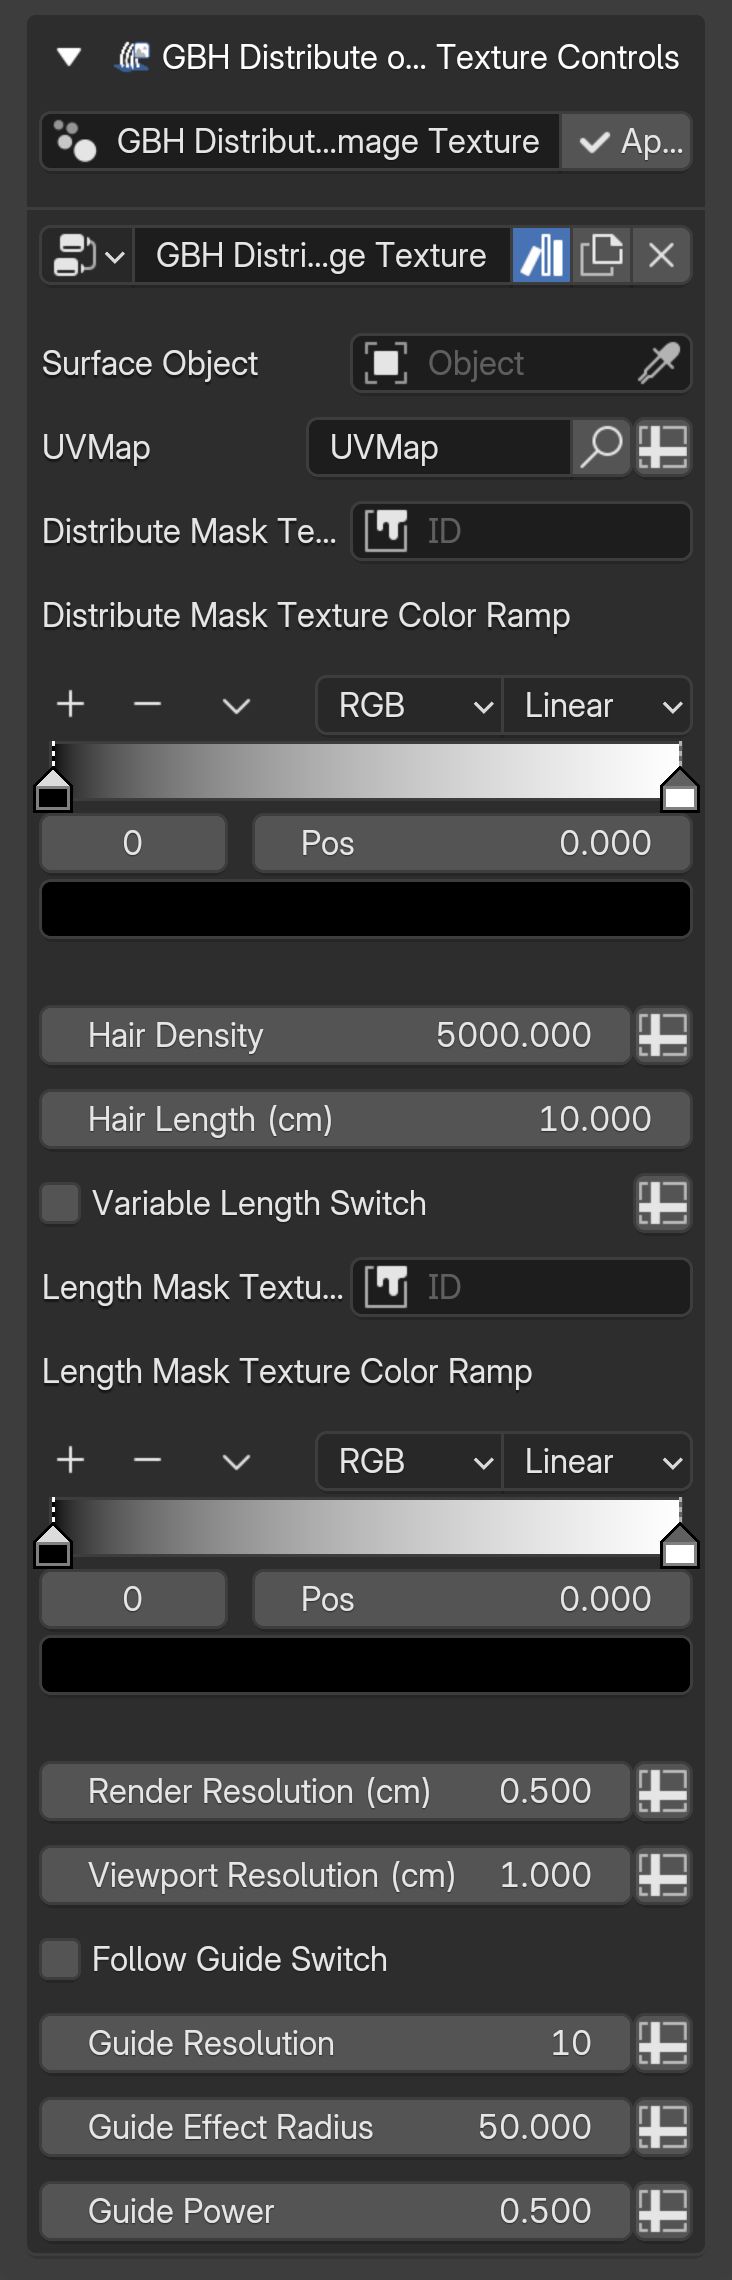 GBH Distribute o... Texture Controls
GBH Distribut...mage Texture Ap...
GBH Distri...ge Texture
Surface Object Object
UVMap UVMap
Distribute Mask Te... ID
Distribute Mask Texture Color Ramp
RGB Linear
0 Pos 0.000
Hair Density 5000.000
Hair Length (cm) 10.000
Variable Length Switch
Length Mask Textu... ID
Length Mask Texture Color Ramp
RGB Linear
0 Pos 0.000
Render Resolution (cm) 0.500
Viewport Resolution (cm) 1.000
Follow Guide Switch
Guide Resolution 10
Guide Effect Radius 50.000
Guide Power 0.500